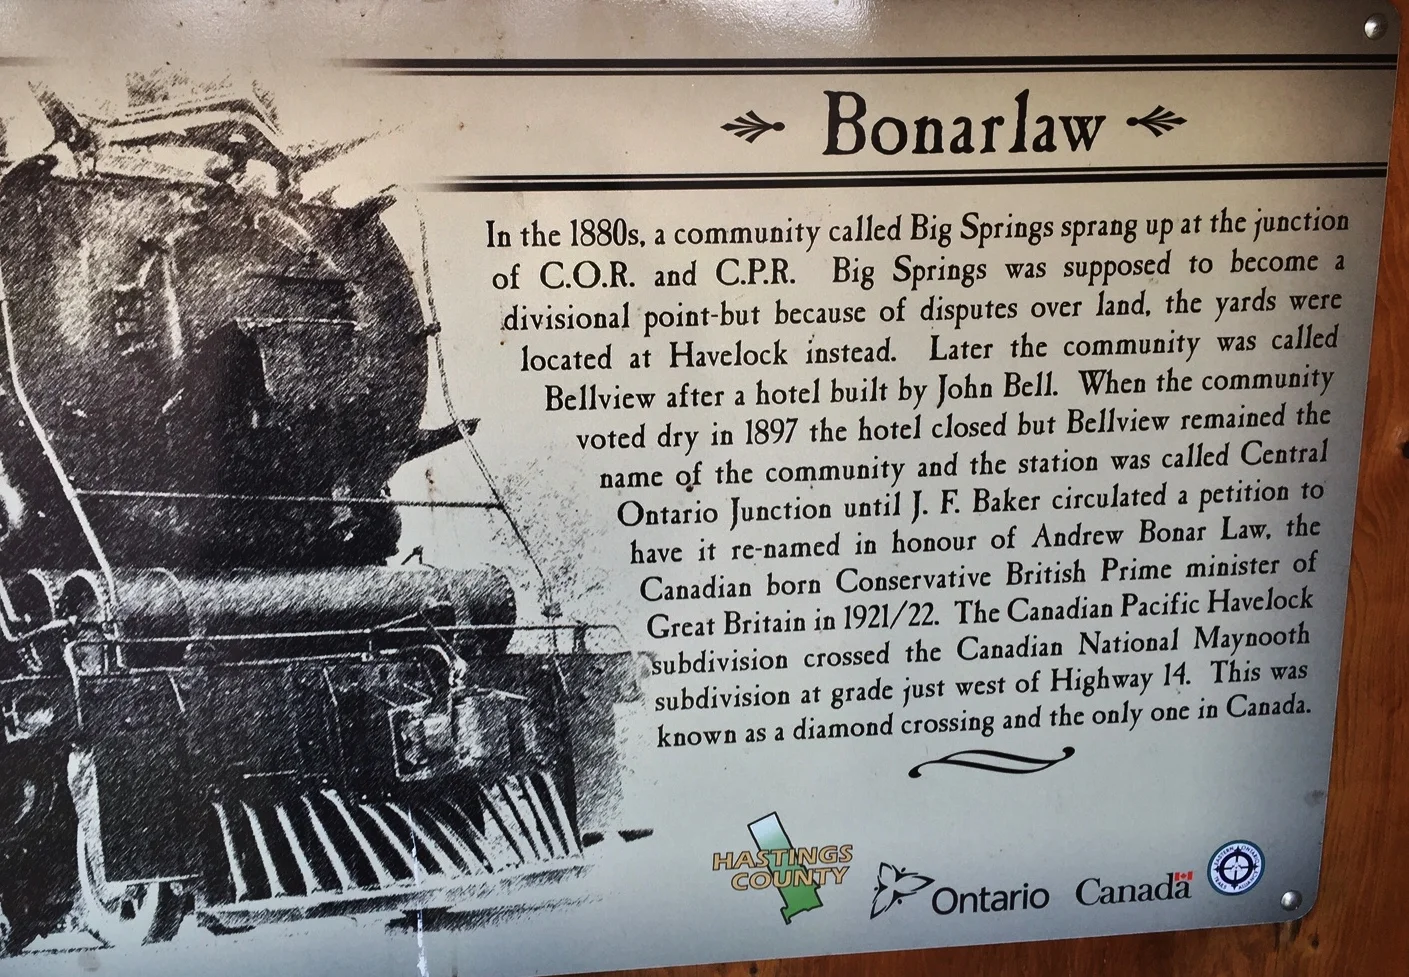 Bonarlaw
In the 1880s, a community called Big Springs sprang up at the junction
of C.O.R. and C.P.R. Big Springs was supposed to become a
divisional point-but because of disputes over land, the yards were
located at Havelock instead. Later the community was called
Bellview after a hotel built by John Bell. When the community
voted dry in 1897 the hotel closed but Bellview remained the
name of the community and the station was called Central
Ontario Junction until J. F. Baker circulated a petition to
have it re-named in honour of Andrew Bonar Law, the
Canadian born Conservative British Prime minister of
Great Britain in 1921/22. The Canadian Pacific Havelock
subdivision crossed the Canadian National Maynooth
subdivision at grade just west of Highway 14. This was
known as a diamond crossing and the only one in Canada.
HASTINGS
COUNTY
Ontario
Canada
EASTERN ONTARIO
TRAILS ALLIANCE